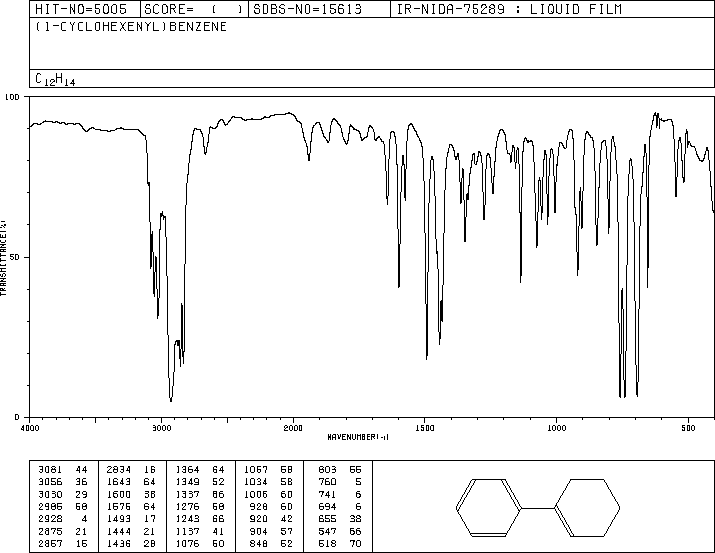 HIT-NO=5005 SCORE= ( ) SDBS-NO=15613 IR-NIDA-75289 : LIQUID FILM
(1-CYCLOHEXENYL)BENZENE
C12H14
100
50
0
TRANSMITTANCE(%)
4000 3000 2000 1500 1000 500
WAVENUMBER(-1)
3081 44 2834 16 1364 64 1067 58 803 55
3056 36 1643 64 1349 52 1034 58 760 5
3030 29 1600 38 1337 66 1006 60 741 6
60 1576 64 1276 58 928 60 694 6
2928 4 1493 17 1243 66 920 42 655 38
2875 21 1444 21 1137 41 904 57 547 66
2857 15 1436 28 1076 50 848 52 518 70